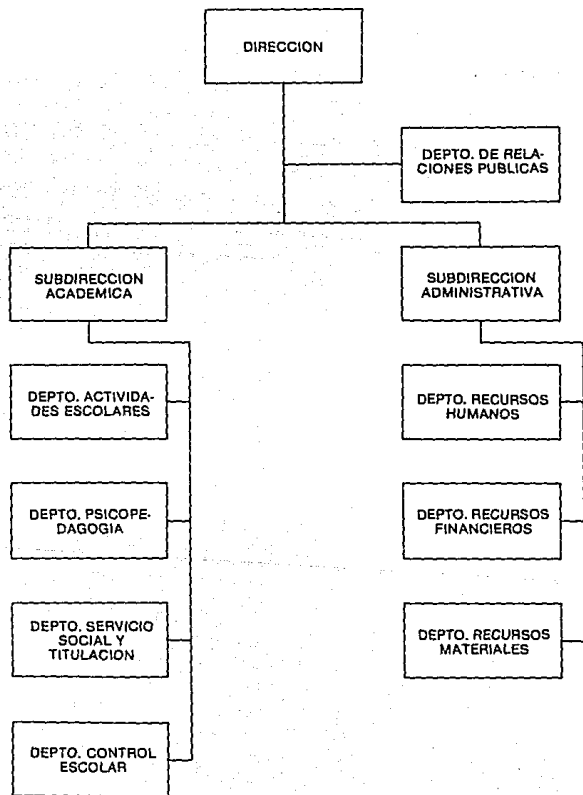 DIRECCION
DEPTO. DE RELA-
CIONES PUBLICAS
SUBDIRECCION
ACADEMICA
SUBDIRECCION
ADMINISTRATIVA
DEPTO. ACTIVIDA-
DES ESCOLARES
DEPTO. PSICOPE-
DAGOGIA
DEPTO. SERVICIO
SOCIAL Y
TITULACION
DEPTO. CONTROL
ESCOLAR
DEPTO. RECURSOS
HUMANOS
DEPTO. RECURSOS
FINANCIEROS
DEPTO. RECURSOS
MATERIALES